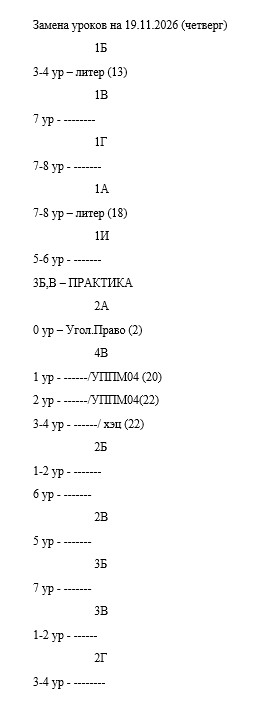 Замена уроков на 19.11.2026 (четверг)
1Б
3-4 ур – литер (13)
1В
7 ур - --------
1Г
7-8 ур - -------
1А
7-8 ур – литер (18)
1И
5-6 ур - -------
3Б,В – ПРАКТИКА
2А
0 ур – Угол.Право (2)
4В
1 ур - ------/УППМ04 (20)
2 ур - ------/УППМ04(22)
3-4 ур - ------/ хэц (22)
2Б
1-2 ур - -------
6 ур - -------
2В
5 ур - -------
3Б
7 ур - -------
3В
1-2 ур - ------
2Г
3-4 ур - --------